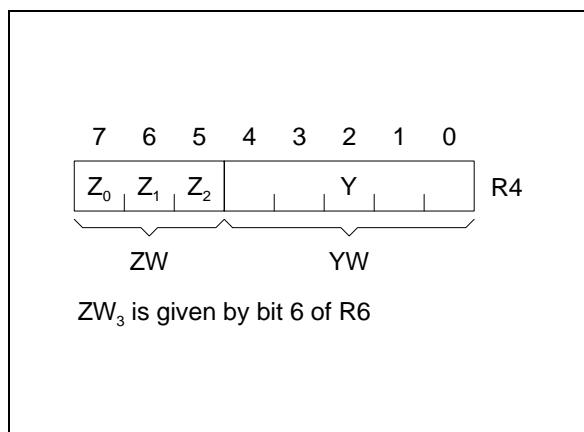 7 6 5 4 3 2 1 0
Z₀ Z₁ Z₂ Y R4
ZW YW
ZW₃ is given by bit 6 of R6